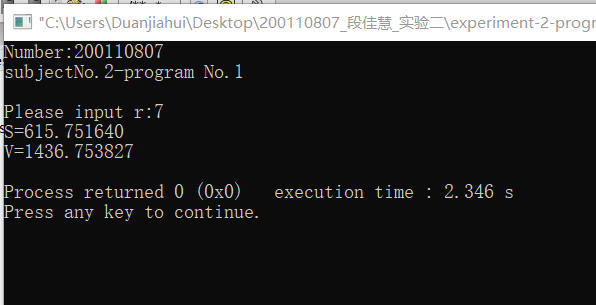 "C:\Users\Duanjiahui\Desktop\200110807_段佳慧_实验二\experiment-2-progr
Number:200110807
subjectNo.2-program No.1
Please input r:7
S=615.751640
V=1436.753827
Process returned 0 (0x0)   execution time : 2.346 s
Press any key to continue.